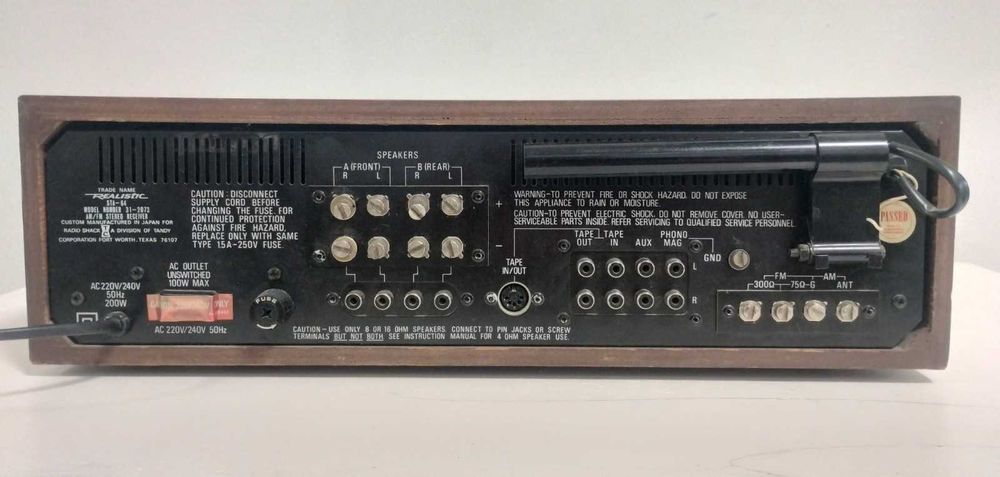 TRADE NAME
REALISTIC
STA-64
MODEL NUMBER 31-2073
AM/FM STEREO RECEIVER
CUSTOM MANUFACTURED IN JAPAN FOR
RADIO SHACK A DIVISION OF TANDY
CORPORATION FORT WORTH, TEXAS 76107
CAUTION: DISCONNECT
SUPPLY CORD BEFORE
CHANGING THE FUSE. FOR
CONTINUED PROTECTION
AGAINST FIRE HAZARD.
REPLACE ONLY WITH SAME
TYPE 1.5A-250V FUSE.
SPEAKERS
A (FRONT) B (REAR)
R L R L
+
−
WARNING-TO PREVENT FIRE OR SHOCK HAZARD. DO NOT EXPOSE
THIS APPLIANCE TO RAIN OR MOISTURE.
CAUTION-TO PREVENT ELECTRIC SHOCK. DO NOT REMOVE COVER. NO USER-
SERVICEABLE PARTS INSIDE REFER SERVICING TO QUALIFIED SERVICE PERSONNEL.
PASSED
AC OUTLET
UNSWITCHED
100W MAX
AC 220V/240V
50Hz
200W
ONLY
AC 220V/240V 50Hz
FUSE
TAPE
IN/OUT
TAPE OUT
TAPE IN
AUX
PHONO MAG
L
R
GND
FM AM
300Ω 75Ω-G ANT
CAUTION-USE ONLY 8 OR 16 OHM SPEAKERS. CONNECT TO PIN JACKS OR SCREW
TERMINALS BUT NOT BOTH. SEE INSTRUCTION MANUAL FOR 4 OHM SPEAKER USE.